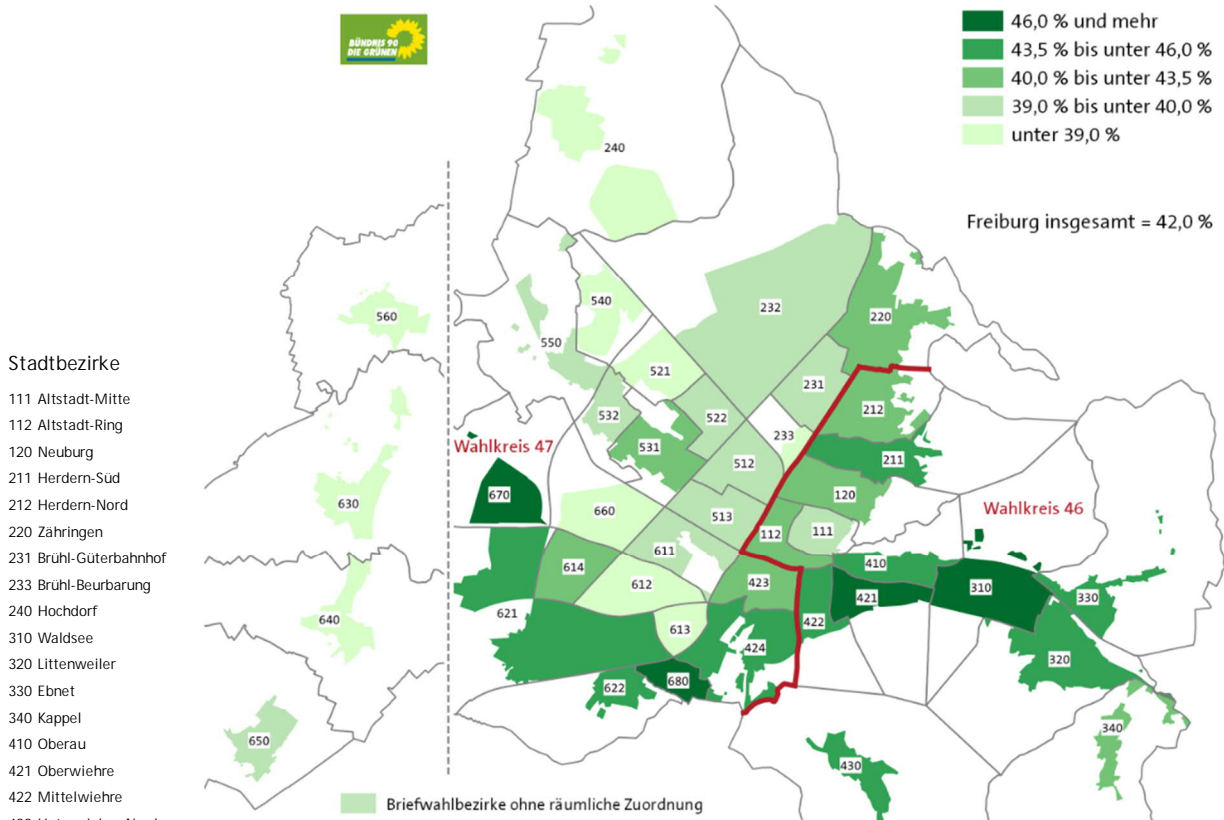 BÜNDNIS 90
DIE GRÜNEN
46,0 % und mehr
43,5 % bis unter 46,0 %
40,0 % bis unter 43,5 %
39,0 % bis unter 40,0 %
unter 39,0 %
Freiburg insgesamt = 42,0 %
240
560
540
232
220
550
521
231
532
522
212
531
233
Wahlkreis 47
512
211
670
120
Wahlkreis 46
630
660
513
112
111
611
614
612
423
410
310
421
330
640
621
613
422
424
320
622
680
650
340
430
Stadtbezirke
111 Altstadt-Mitte
112 Altstadt-Ring
120 Neuburg
211 Herdern-Süd
212 Herdern-Nord
220 Zähringen
231 Brühl-Güterbahnhof
233 Brühl-Beurbarung
240 Hochdorf
310 Waldsee
320 Littenweiler
330 Ebnet
340 Kappel
410 Oberau
421 Oberwiehre
422 Mittelwiehre
Briefwahlbezirke ohne räumliche Zuordnung